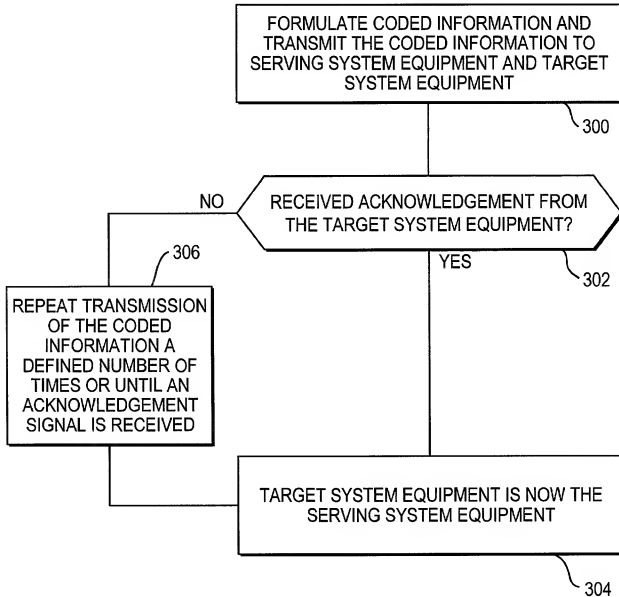 FORMULATE CODED INFORMATION AND
TRANSMIT THE CODED INFORMATION TO
SERVING SYSTEM EQUIPMENT AND TARGET
SYSTEM EQUIPMENT
300
NO
RECEIVED ACKNOWLEDGEMENT FROM
THE TARGET SYSTEM EQUIPMENT?
302
YES
306
REPEAT TRANSMISSION
OF THE CODED
INFORMATION A
DEFINED NUMBER OF
TIMES OR UNTIL AN
ACKNOWLEDGEMENT
SIGNAL IS RECEIVED
TARGET SYSTEM EQUIPMENT IS NOW THE
SERVING SYSTEM EQUIPMENT
304